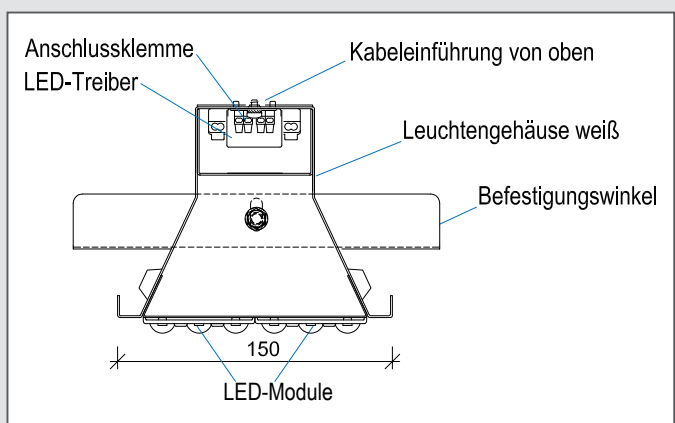 Anschlussklemme
Kabeleinführung von oben
LED-Treiber
Leuchtengehäuse weiß
Befestigungswinkel
150
LED-Module